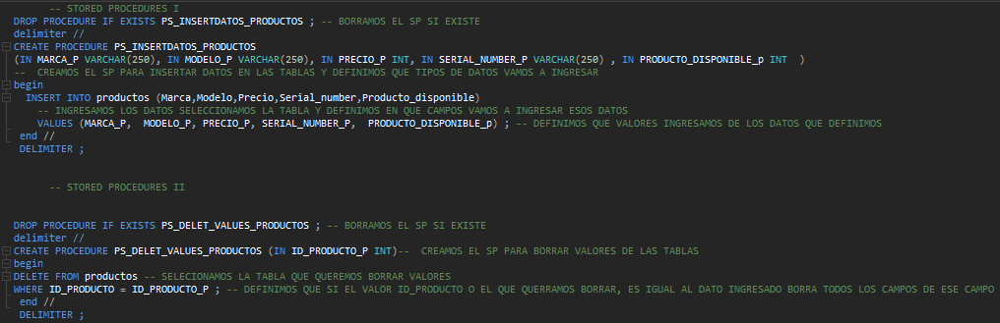 -- STORED PROCEDURES I
DROP PROCEDURE IF EXISTS PS_INSERTDATOS_PRODUCTOS ; -- BORRAMOS EL SP SI EXISTE
delimiter //
CREATE PROCEDURE PS_INSERTDATOS_PRODUCTOS
(IN MARCA_P VARCHAR(250), IN MODELO_P VARCHAR(250), IN PRECIO_P INT, IN SERIAL_NUMBER_P VARCHAR(250) , IN PRODUCTO_DISPONIBLE_p INT  )
--  CREAMOS EL SP PARA INSERTAR DATOS EN LAS TABLAS Y DEFINIMOS QUE TIPOS DE DATOS VAMOS A INGRESAR
begin
INSERT INTO productos (Marca,Modelo,Precio,Serial_number,Producto_disponible)
-- INGRESAMOS LOS DATOS SELECCIONAMOS LA TABLA Y DEFINIMOS EN QUE CAMPOS VAMOS A INGRESAR ESOS DATOS
VALUES (MARCA_P,  MODELO_P, PRECIO_P, SERIAL_NUMBER_P,  PRODUCTO_DISPONIBLE_p) ; -- DEFINIMOS QUE VALORES INGRESAMOS DE LOS DATOS QUE DEFINIMOS
end //
DELIMITER ;
-- STORED PROCEDURES II
DROP PROCEDURE IF EXISTS PS_DELET_VALUES_PRODUCTOS ; -- BORRAMOS EL SP SI EXISTE
delimiter //
CREATE PROCEDURE PS_DELET_VALUES_PRODUCTOS (IN ID_PRODUCTO_P INT)--  CREAMOS EL SP PARA BORRAR VALORES DE LAS TABLAS
begin
DELETE FROM productos -- SELECIONAMOS LA TABLA QUE QUEREMOS BORRAR VALORES
WHERE ID_PRODUCTO = ID_PRODUCTO_P ; -- DEFINIMOS QUE SI EL VALOR ID_PRODUCTO O EL QUE QUERRAMOS BORRAR, ES IGUAL AL DATO INGRESADO BORRA TODOS LOS CAMPOS DE ESE CAMPO
end //
DELIMITER ;